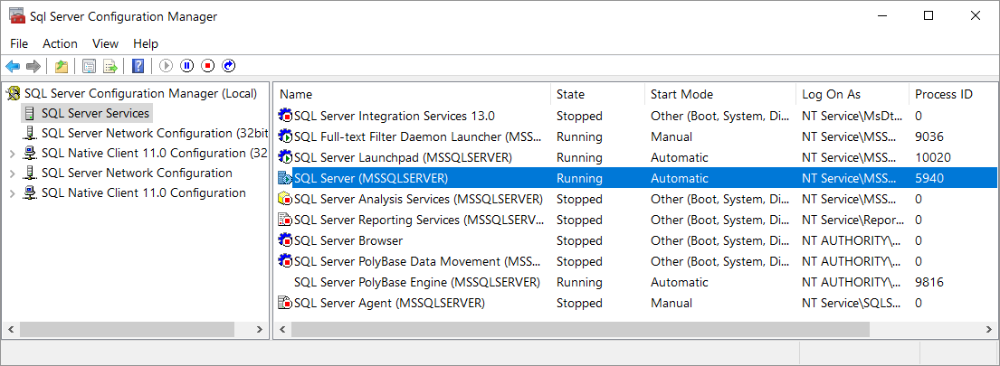 Sql Server Configuration Manager
File Action View Help
SQL Server Configuration Manager (Local)
SQL Server Services
SQL Server Network Configuration (32bit
SQL Native Client 11.0 Configuration (32
SQL Server Network Configuration
SQL Native Client 11.0 Configuration
Name State Start Mode Log On As Process ID
SQL Server Integration Services 13.0 Stopped Other (Boot, System, Di... NT Service\MsDt... 0
SQL Full-text Filter Daemon Launcher (MSS... Running Manual NT Service\MSS... 9036
SQL Server Launchpad (MSSQLSERVER) Running Automatic NT Service\MSS... 10020
SQL Server (MSSQLSERVER) Running Automatic NT Service\MSS... 5940
SQL Server Analysis Services (MSSQLSERVER) Stopped Other (Boot, System, Di... NT Service\MSS... 0
SQL Server Reporting Services (MSSQLSERV... Stopped Other (Boot, System, Di... NT Service\Repor... 0
SQL Server Browser Stopped Other (Boot, System, Di... NT AUTHORITY\... 0
SQL Server PolyBase Data Movement (MSS... Stopped Other (Boot, System, Di... NT AUTHORITY\... 0
SQL Server PolyBase Engine (MSSQLSERVER) Running Automatic NT AUTHORITY\... 9816
SQL Server Agent (MSSQLSERVER) Stopped Manual NT Service\SQLS... 0